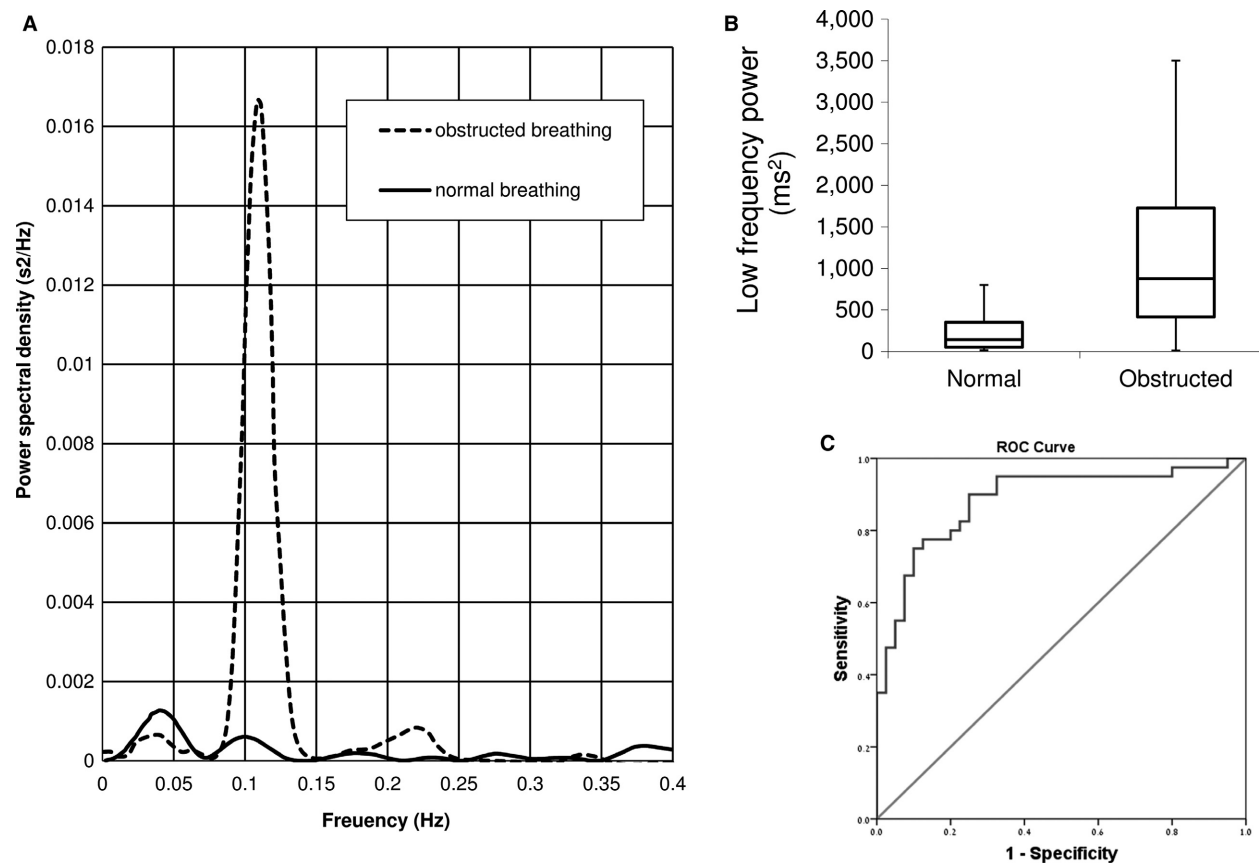 A
Power spectral density (s2/Hz)
0.018
0.016
0.014
0.012
0.01
0.008
0.006
0.004
0.002
0
obstructed breathing
normal breathing
0 0.05 0.1 0.15 0.2 0.25 0.3 0.35 0.4
Freuency (Hz)
B
Low frequency power
(ms²)
4,000
3,500
3,000
2,500
2,000
1,500
1,000
500
0
Normal Obstructed
C
ROC Curve
Sensitivity
1.0
0.8
0.6
0.4
0.2
0.0
0.0 0.2 0.4 0.6 0.8 1.0
1 - Specificity